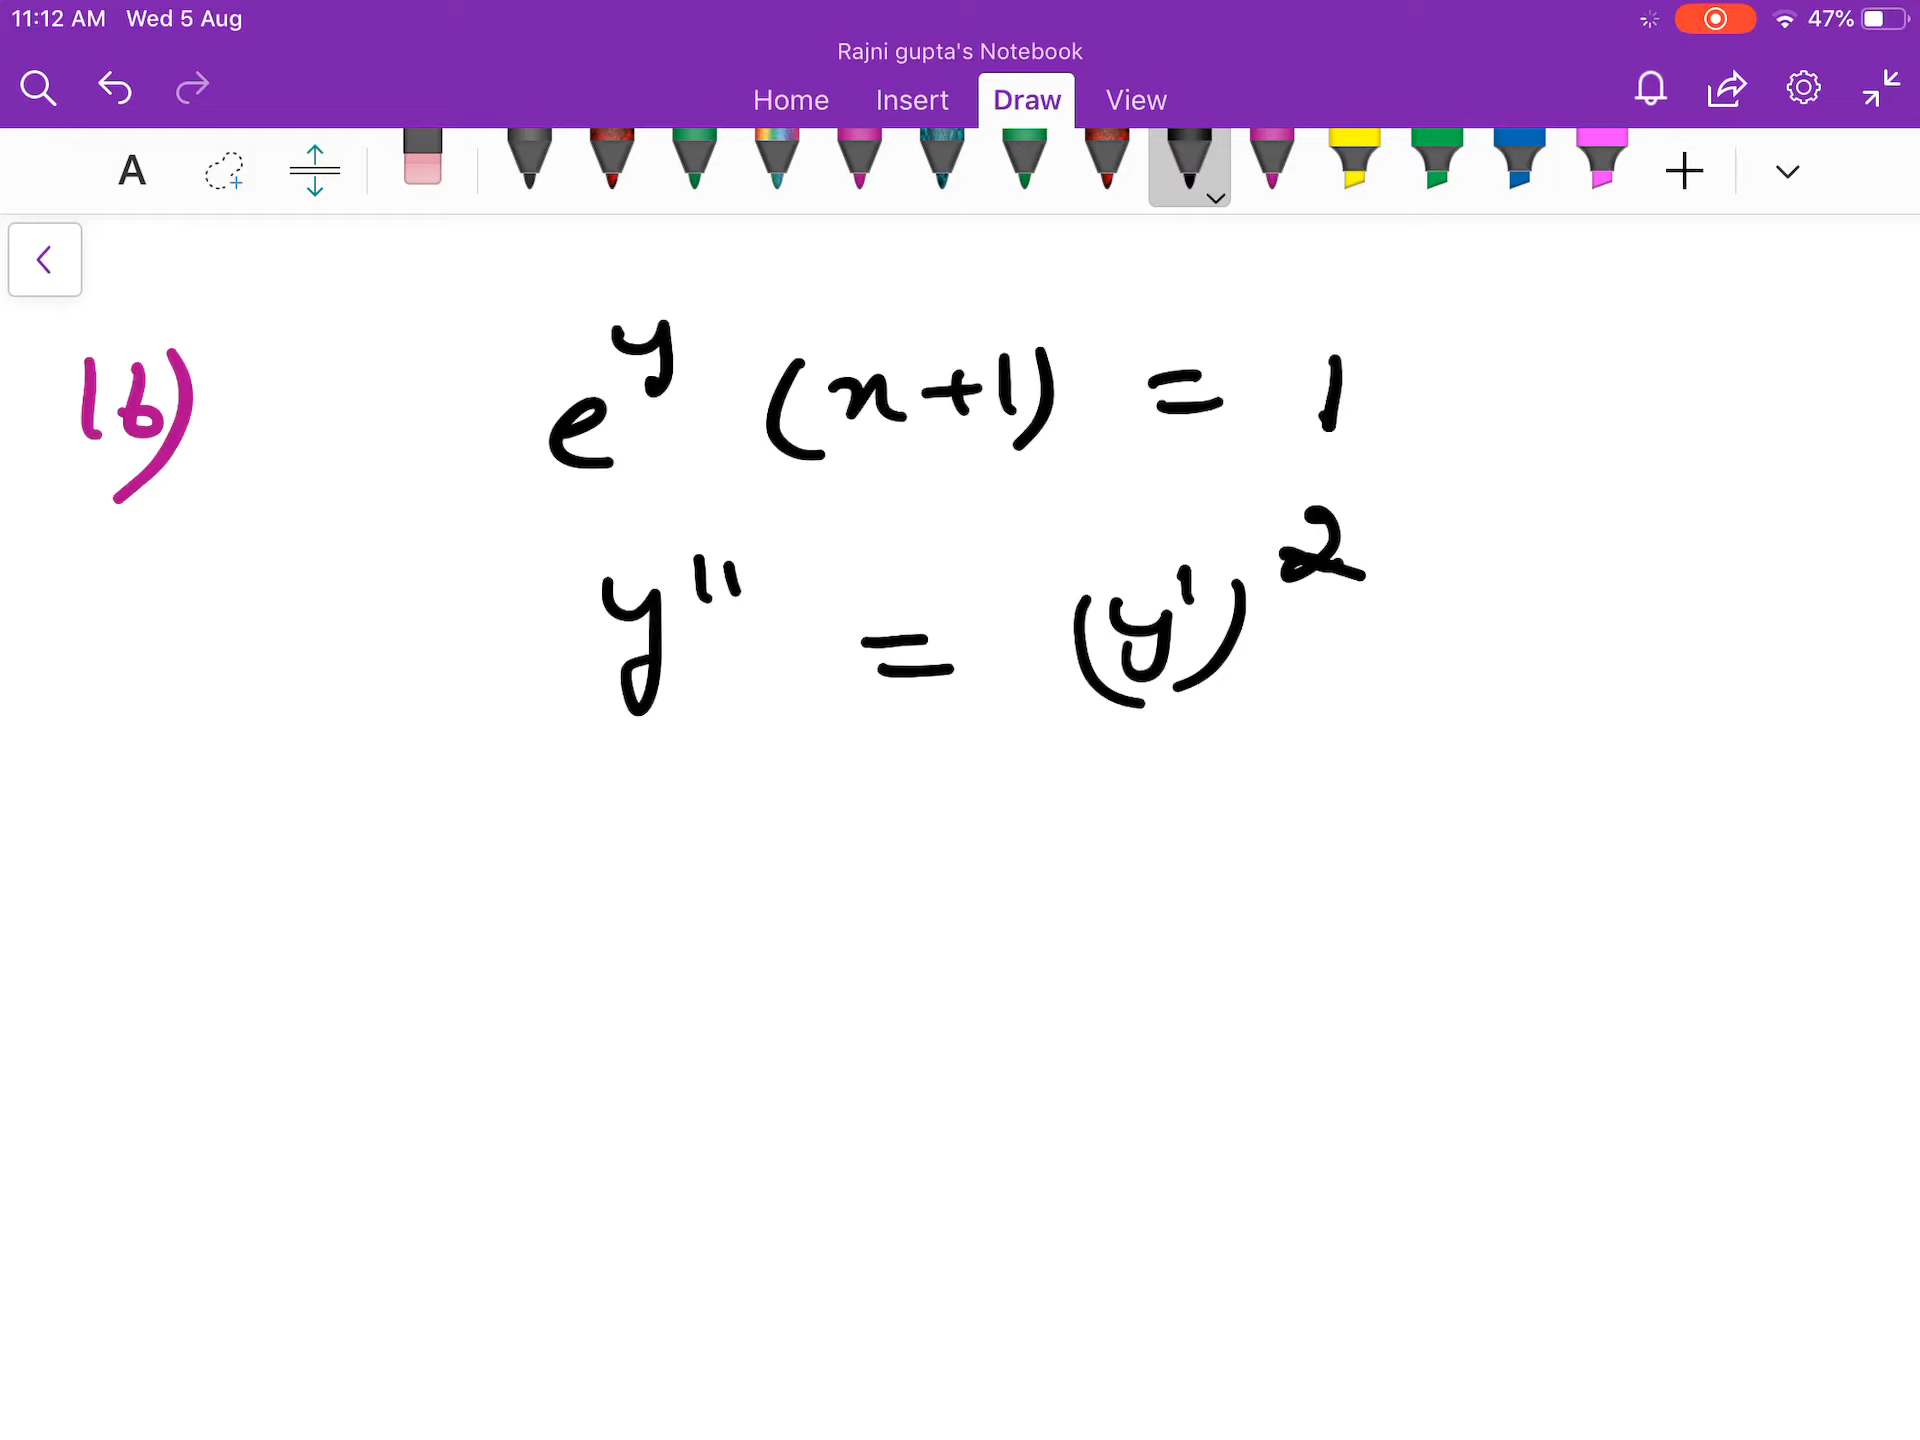 11:12 AM Wed 5 Aug
47%
Rajni gupta's Notebook
Home Insert Draw View
A
16) e^y (x+1) = 1
y'' = (y')^2